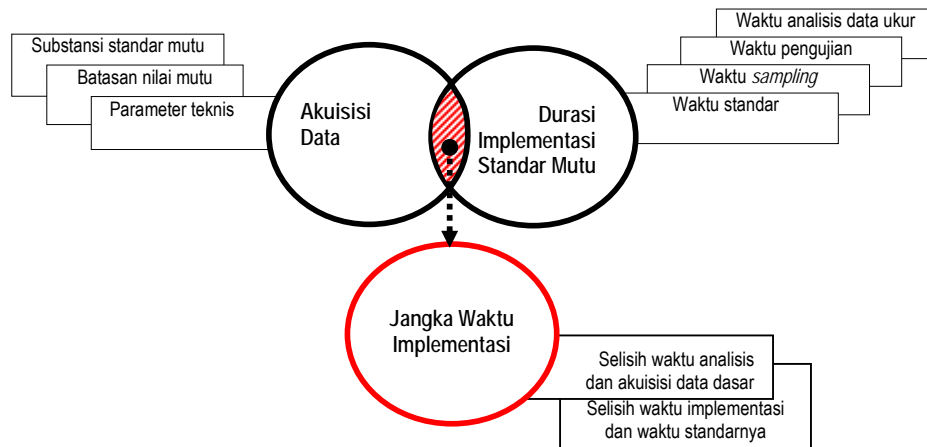 Substansi standar mutu
Batasan nilai mutu
Parameter teknis
Akuisisi
Data
Durasi
Implementasi
Standar Mutu
Waktu analisis data ukur
Waktu pengujian
Waktu sampling
Waktu standar
Jangka Waktu
Implementasi
Selisih waktu analisis
dan akuisisi data dasar
Selisih waktu implementasi
dan waktu standarnya